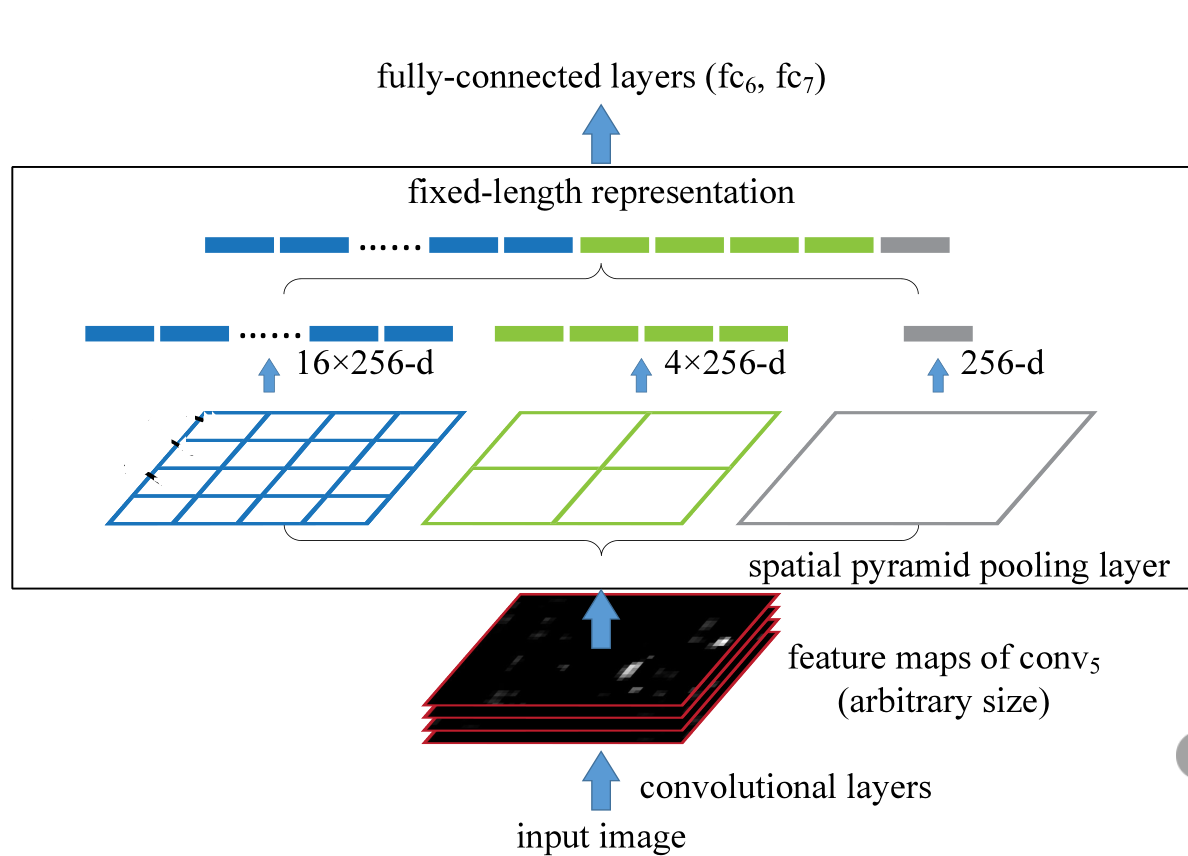 fully-connected layers (fc₆, fc₇)
fixed-length representation
......
......
16×256-d
4×256-d
256-d
spatial pyramid pooling layer
feature maps of conv₅
(arbitrary size)
convolutional layers
input image